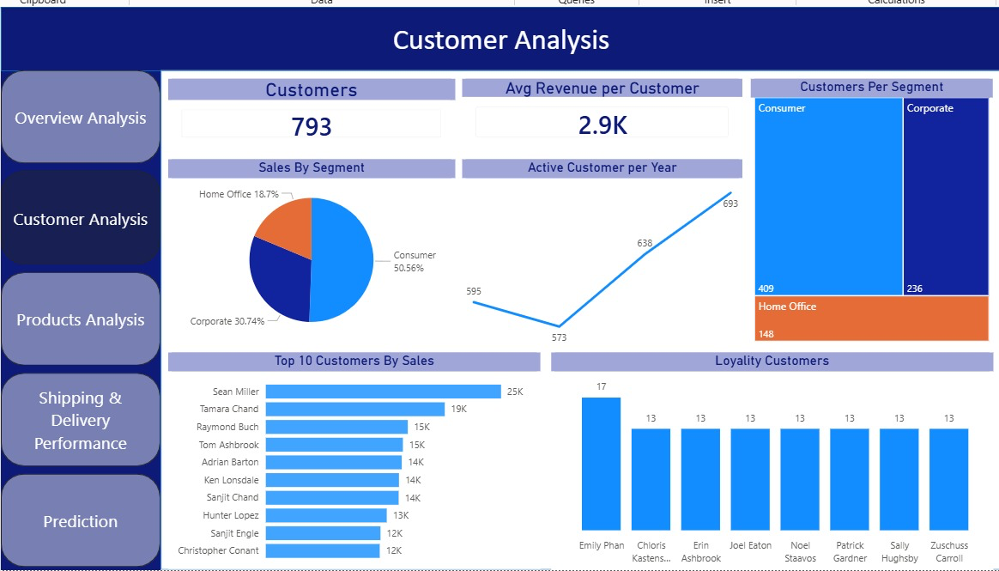 Clipboard
Data
Queries
Insert
Calculations
Customer Analysis
Overview Analysis
Customer Analysis
Products Analysis
Shipping &
Delivery
Performance
Prediction
Customers
793
Avg Revenue per Customer
2.9K
Customers Per Segment
Consumer
409
Corporate
236
Home Office
148
Sales By Segment
Home Office 18.7%
Consumer
50.56%
Corporate 30.74%
Active Customer per Year
595
573
638
693
Top 10 Customers By Sales
Sean Miller 25K
Tamara Chand 19K
Raymond Buch 15K
Tom Ashbrook 15K
Adrian Barton 14K
Ken Lonsdale 14K
Sanjit Chand 14K
Hunter Lopez 13K
Sanjit Engle 12K
Christopher Conant 12K
Loyality Customers
17 13 13 13 13 13 13 13
Emily Phan
Chloris
Kastens...
Erin
Ashbrook
Joel Eaton
Noel
Staavos
Patrick
Gardner
Sally
Hughsby
Zuschuss
Carroll